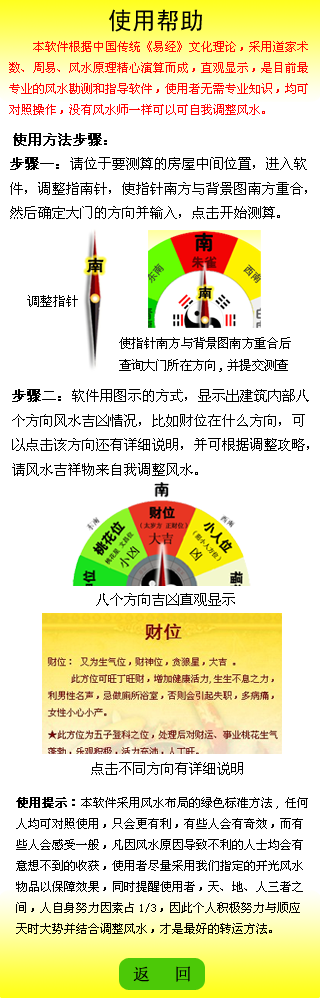 使用帮助
本软件根据中国传统《易经》文化理论，采用道家术
数、周易、风水原理精心演算而成，直观显示，是目前最
专业的风水勘测和指导软件，使用者无需专业知识，均可
对照操作，没有风水师一样可以可自我调整风水。
使用方法步骤：
步骤一：请位于要测算的房屋中间位置，进入软
件，调整指南针，使指针南方与背景图南方重合，
然后确定大门的方向并输入，点击开始测算。
南
调整指针
南
朱雀
东南
西南
南
使指针南方与背景图南方重合后
查询大门所在方向，并提交测查
步骤二：软件用图示的方式，显示出建筑内部八
个方向风水吉凶情况，比如财位在什么方向，可
以点击该方向还有详细说明，并可根据调整攻略，
请风水吉祥物来自我调整风水。
南
财位
大吉
桃花位
小凶
小人位
凶
西南
八个方向吉凶直观显示
财位
财位： 又为生气位，财神位，贪狼星，大吉 。
此方位可旺丁旺财，增加健康活力，生生不息之力，
利男性名声，忌做厕所浴室，否则会引起失职，多病痛，
女性小心小产。
★此方位为五子登科之位，处理后对财运、事业桃花生气
蓬勃，乐观积极，活力充沛，人丁旺。
点击不同方向有详细说明
使用提示：本软件采用风水布局的绿色标准方法，任何
人均可对照使用，只会更有利，有些人会有奇效，而有
些人会感受一般，凡因风水原因导致不利的人士均会有
意想不到的收获，使用者尽量采用我们指定的开光风水
物品以保障效果，同时提醒使用者，天、地、人三者之
间，人自身努力因素占 1/3，因此个人积极努力与顺应
天时大势并结合调整风水，才是最好的转运方法。
返 回